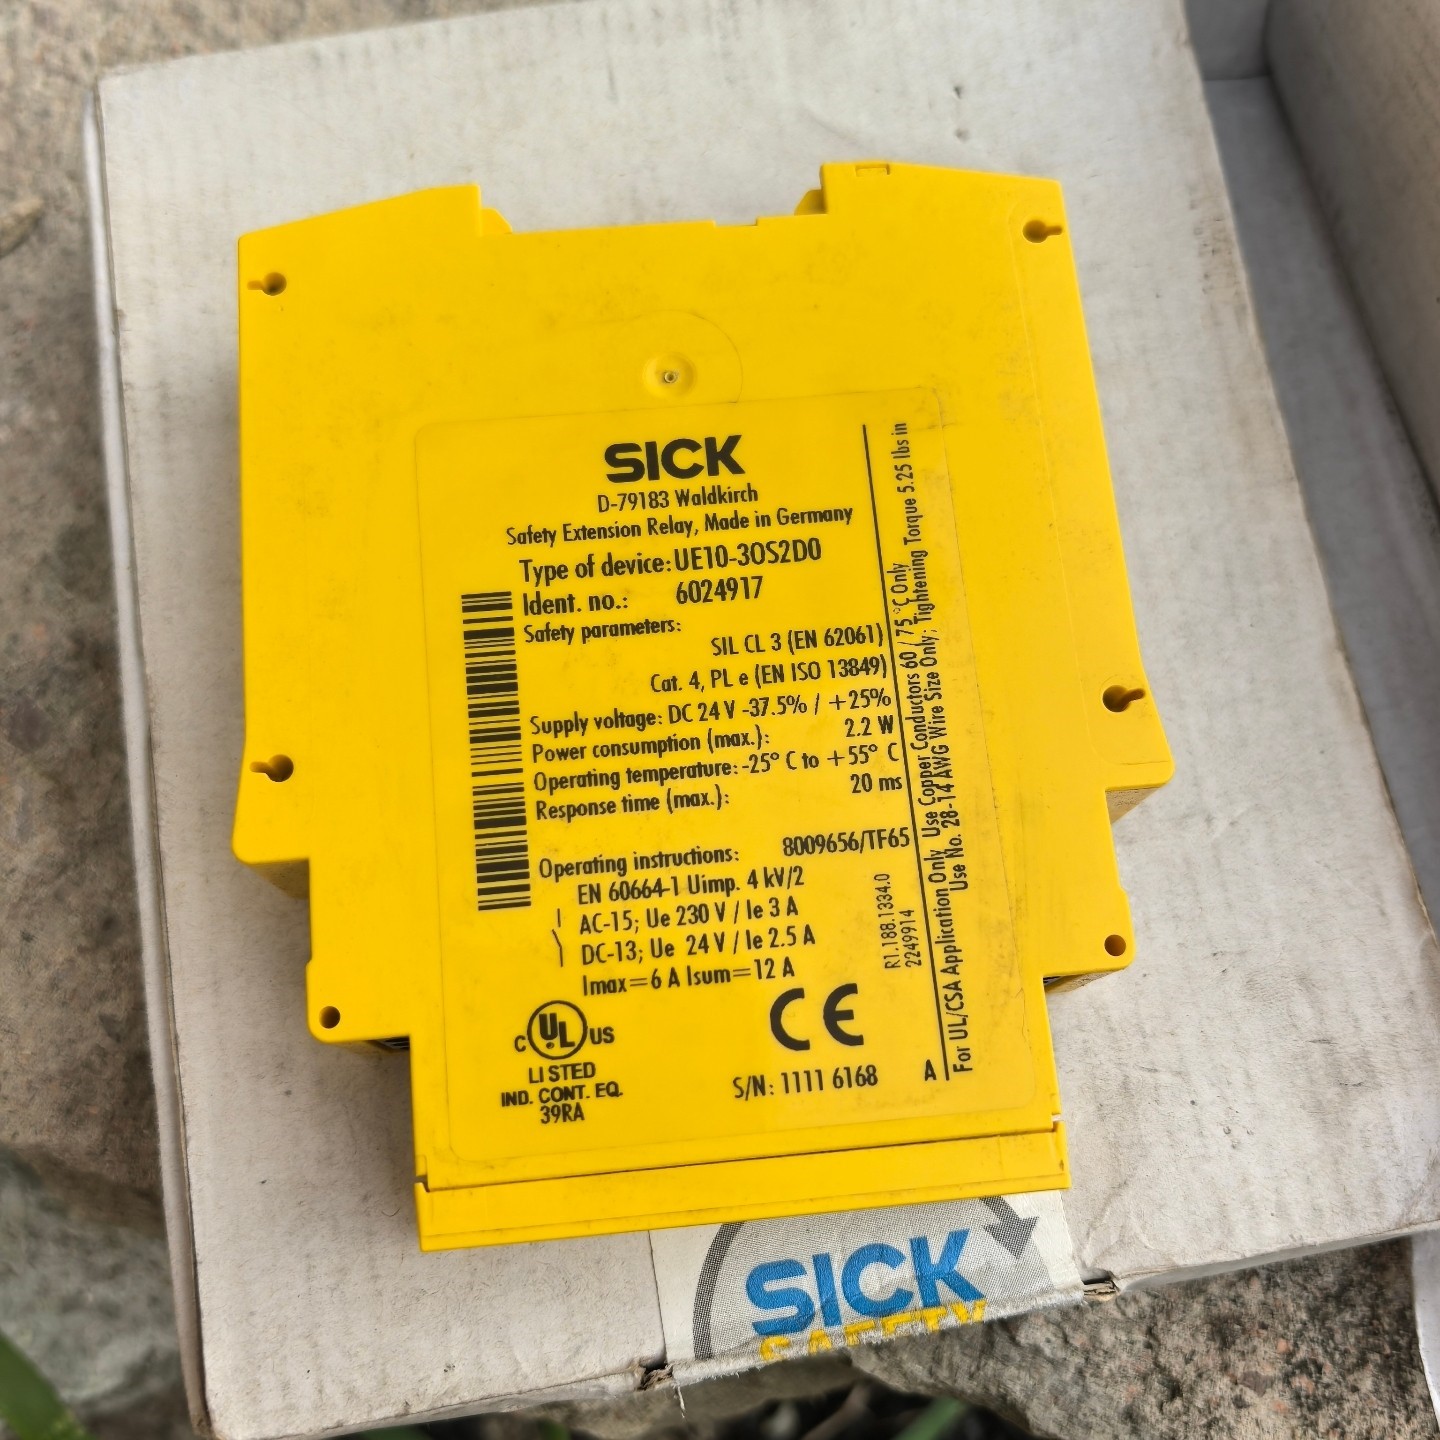 SICK
D-79183 Waldkirch
Safety Extension Relay, Made in Germany
Type of device: UE10-3OS2D0
Ident. no.: 6024917
Safety parameters:
SIL CL 3 (EN 62061)
Cat. 4, PL e (EN ISO 13849)
Supply voltage: DC 24 V -37.5% / +25%
Power consumption (max.): 2.2 W
Operating temperature: -25° C to +55° C
Response time (max.): 20 ms
Operating instructions: 8009656/TF65
EN 60664-1 Uimp. 4 kV/2
AC-15; Ue 230 V / Ie 3 A
DC-13; Ue 24 V / Ie 2.5 A
Imax=6 A Isum=12 A
C UL US
LISTED
IND. CONT. EQ.
39RA
CE
S/N: 1111 6168
A
R1.188.1334.0
2249914
For UL/CSA Application Only Use Copper Conductors 60 / 75 °C Only
Use No. 28-14 AWG Wire Size Only; Tightening Torque 5.25 lbs in
SICK
SAFETY